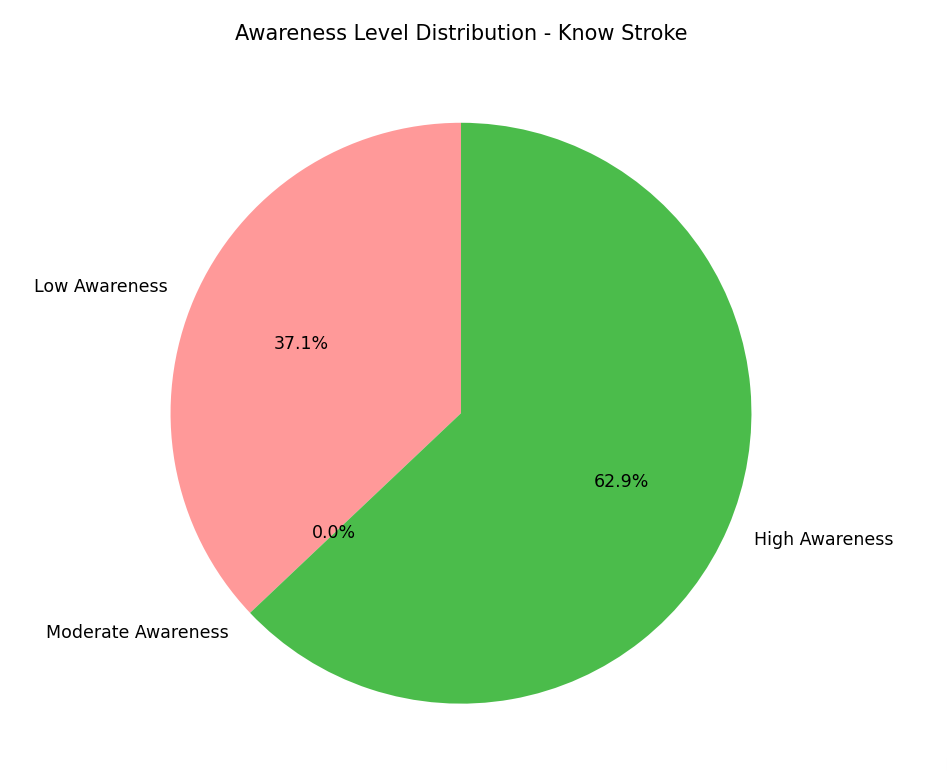 Awareness Level Distribution - Know Stroke
Low Awareness
37.1%
62.9%
0.0%
High Awareness
Moderate Awareness